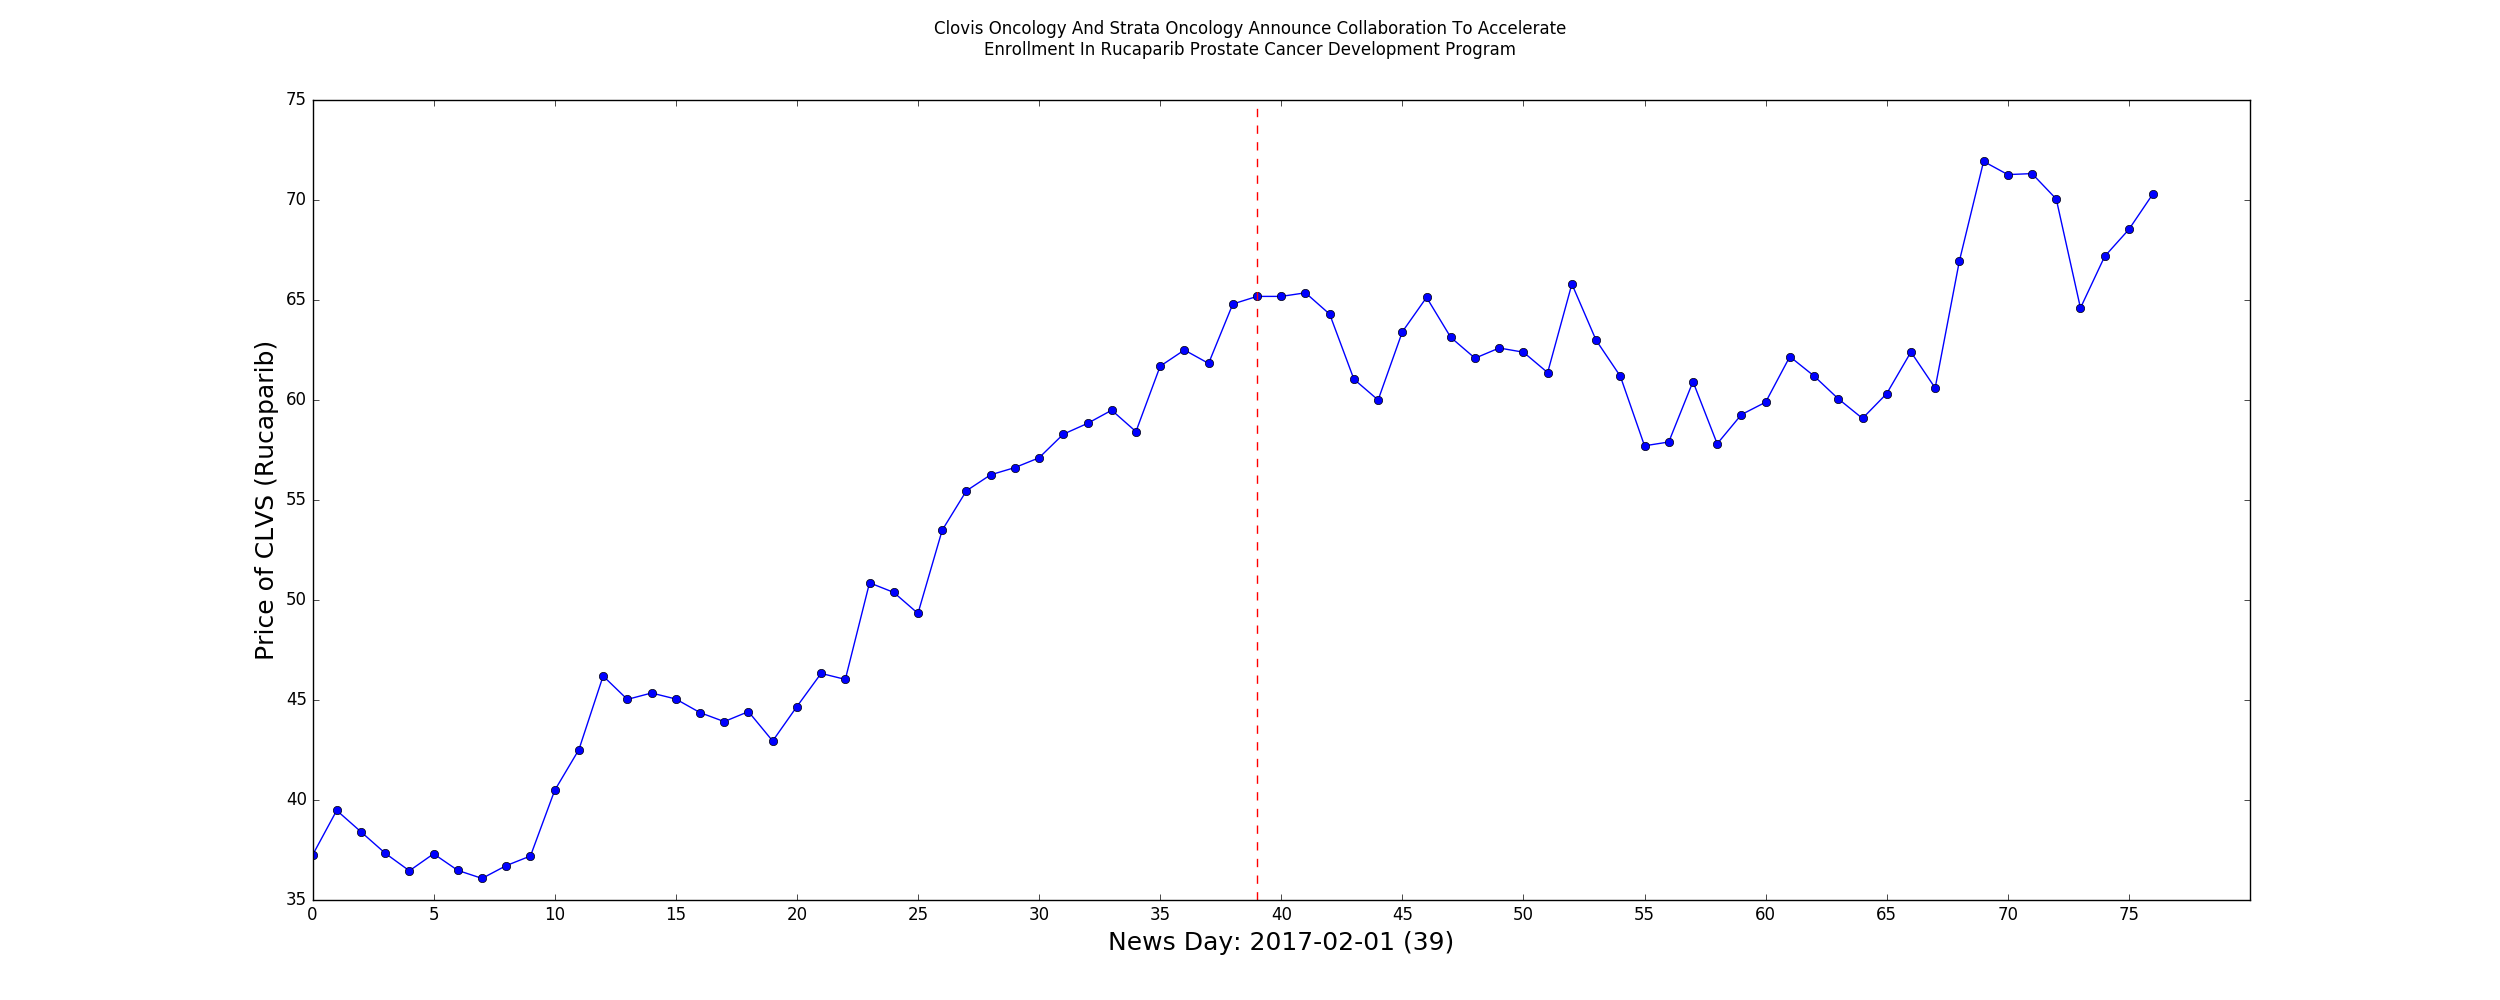 Clovis Oncology And Strata Oncology Announce Collaboration To Accelerate
Enrollment In Rucaparib Prostate Cancer Development Program
Price of CLVS (Rucaparib)
75
70
65
60
55
50
45
40
35
0 5 10 15 20 25 30 35 40 45 50 55 60 65 70 75
News Day: 2017-02-01 (39)